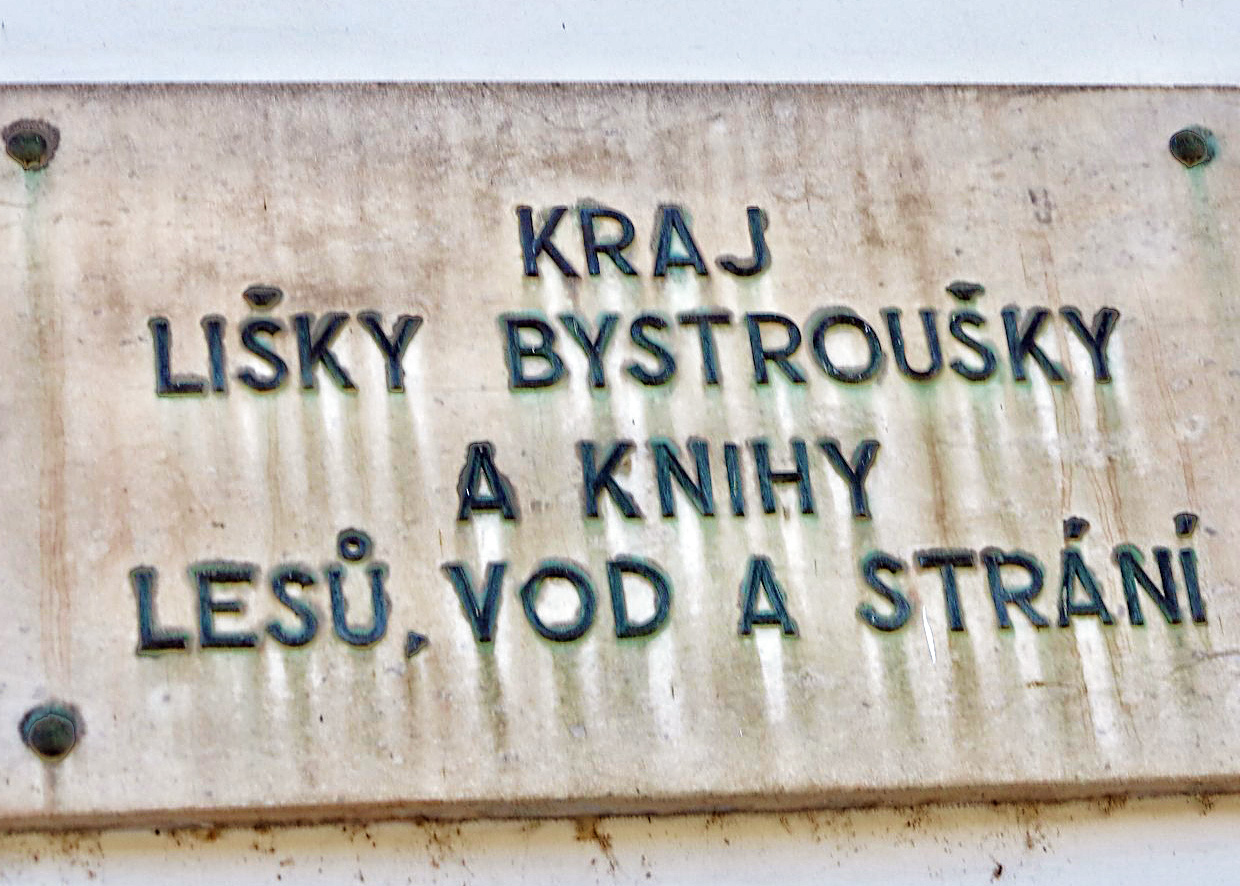 KRAJ
LIŠKY BYSTROUŠKY
A KNIHY
LESŮ, VOD A STRÁNÍ